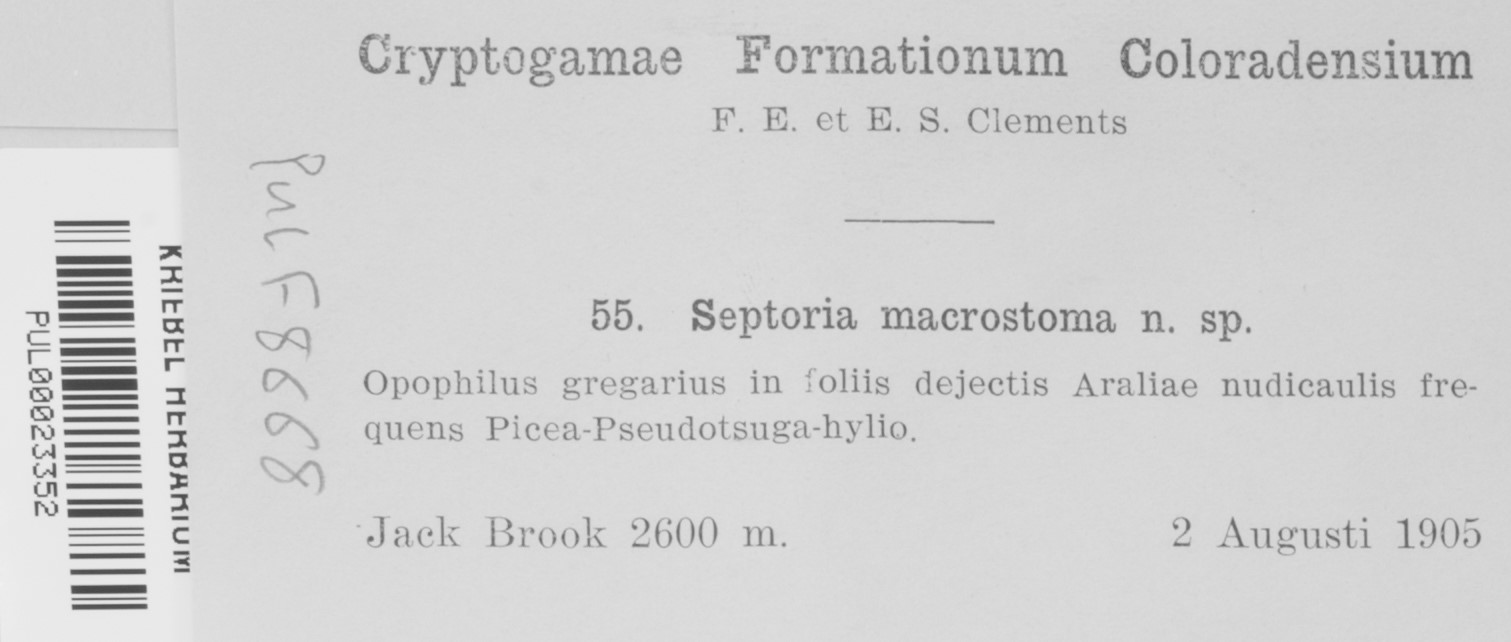 Cryptogamae Formationum Coloradensium
F. E. et E. S. Clements
55. Septoria macrostoma n. sp.
Opophilus gregarius in foliis dejectis Araliae nudicaulis fre-
quens Picea-Pseudotsuga-hylio.
Jack Brook 2600 m.
2 Augusti 1905
PUL F8668
KRIEBEL HERBARIUM
PUL00023352